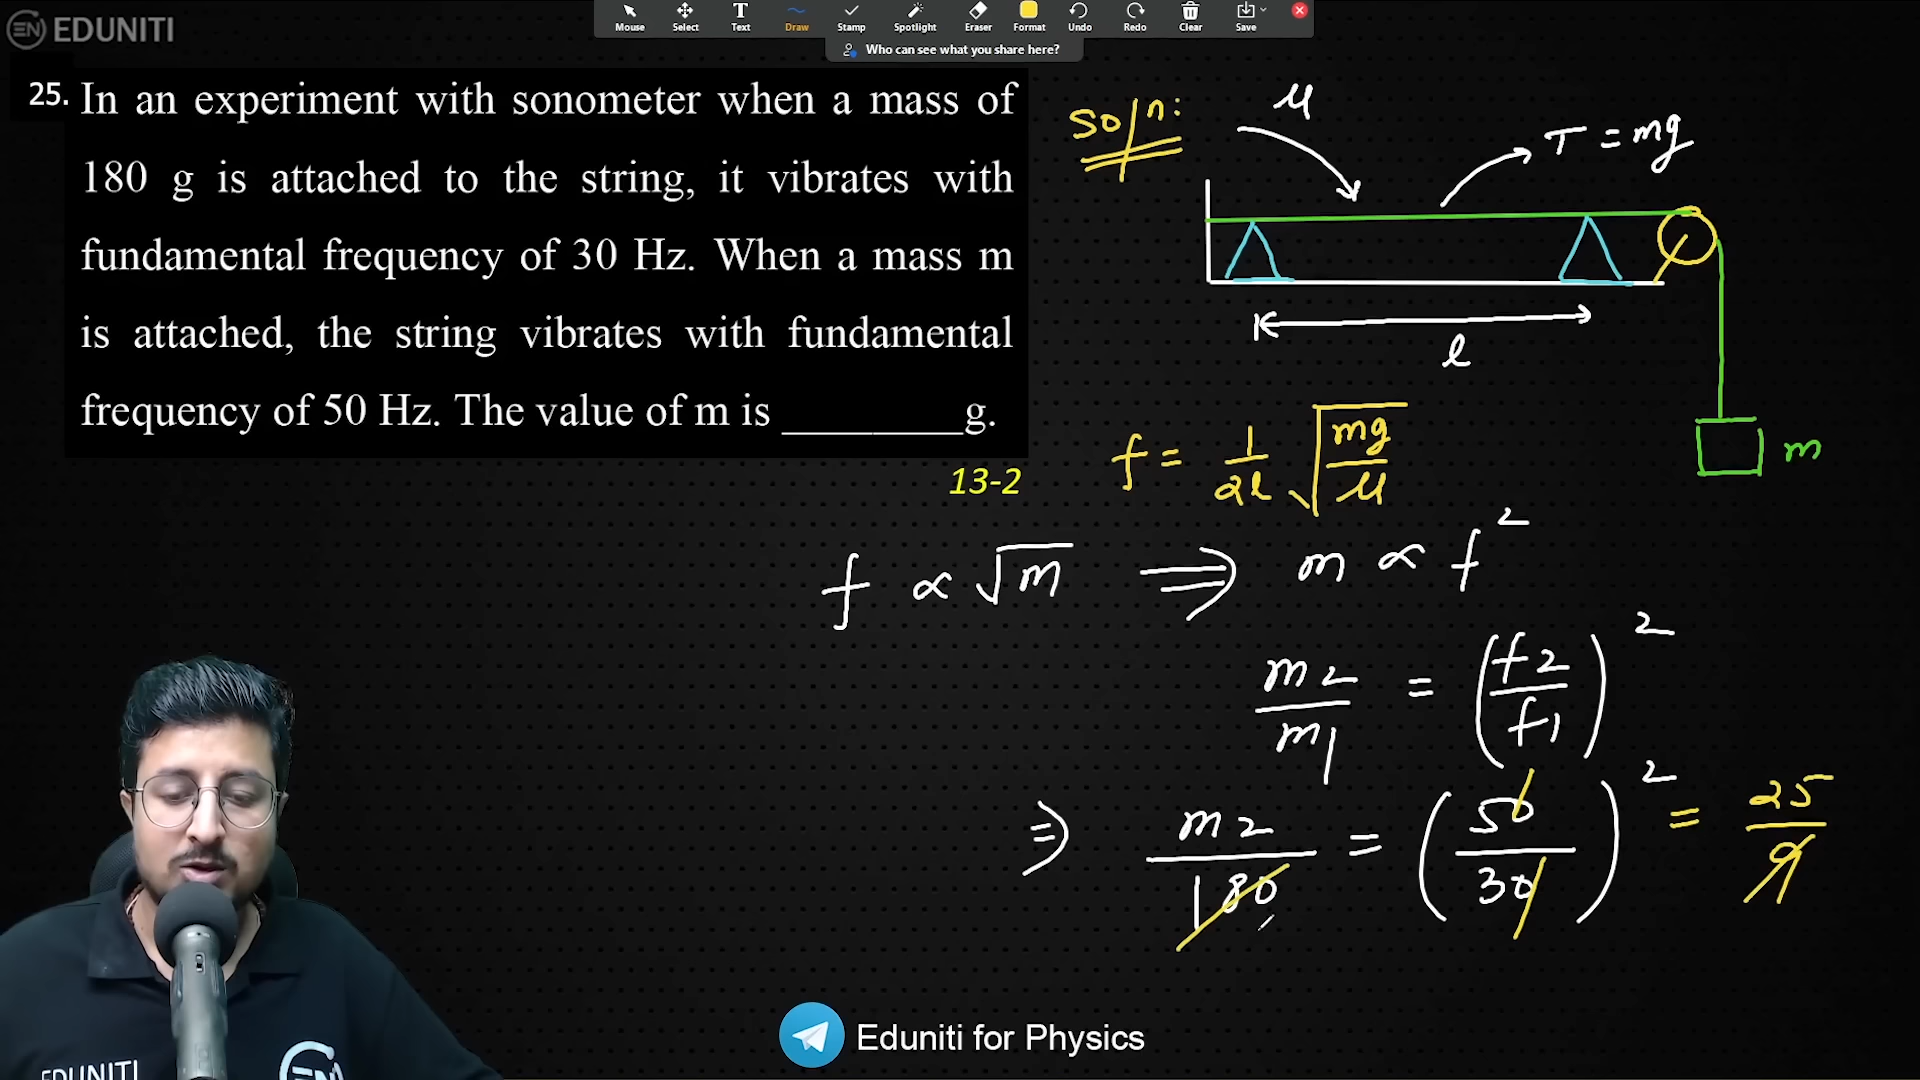 EN EDUNITI
Mouse Select Text Draw Stamp Spotlight Eraser Format Undo Redo Clear Save
Who can see what you share here?
25. In an experiment with sonometer when a mass of
180 g is attached to the string, it vibrates with
fundamental frequency of 30 Hz. When a mass m
is attached, the string vibrates with fundamental
frequency of 50 Hz. The value of m is _________g.
13-2
Soln:
μ
T = mg
l
m
f = 1/2l √(mg/μ)
f ∝ √m ⟹ m ∝ f²
m2/m1 = (f2/f1)²
⇒ m2/180 = (50/30)² = 25/9
Eduniti for Physics
EDUNITI
EN